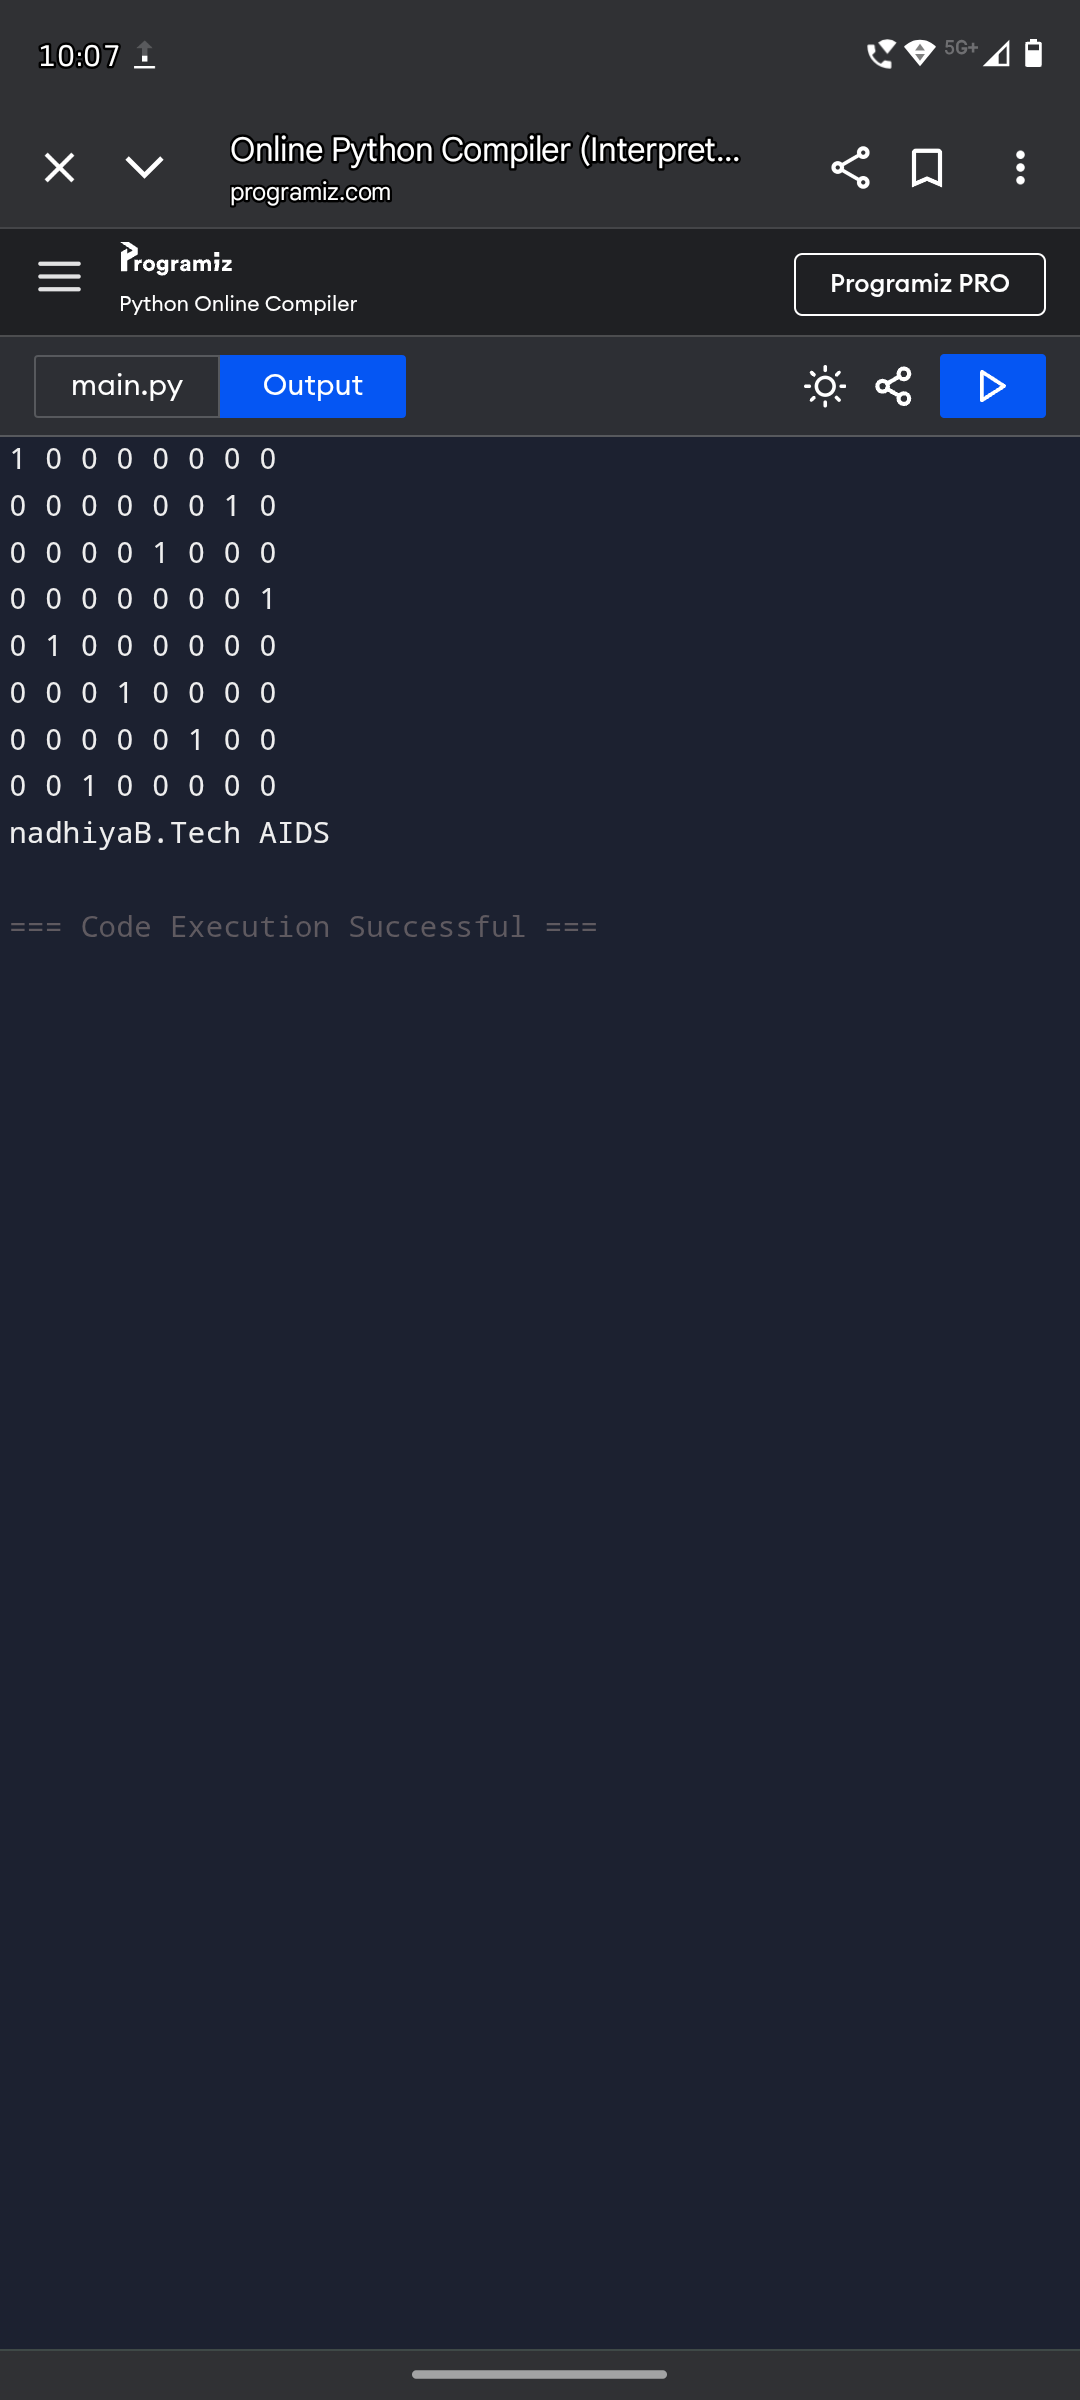 10:07
5G+
Online Python Compiler (Interpret...
programiz.com
Programiz
Python Online Compiler
Programiz PRO
main.py
Output
1 0 0 0 0 0 0 0
0 0 0 0 0 0 1 0
0 0 0 0 1 0 0 0
0 0 0 0 0 0 0 1
0 1 0 0 0 0 0 0
0 0 0 1 0 0 0 0
0 0 0 0 0 1 0 0
0 0 1 0 0 0 0 0
nadhiyaB.Tech AIDS
=== Code Execution Successful ===